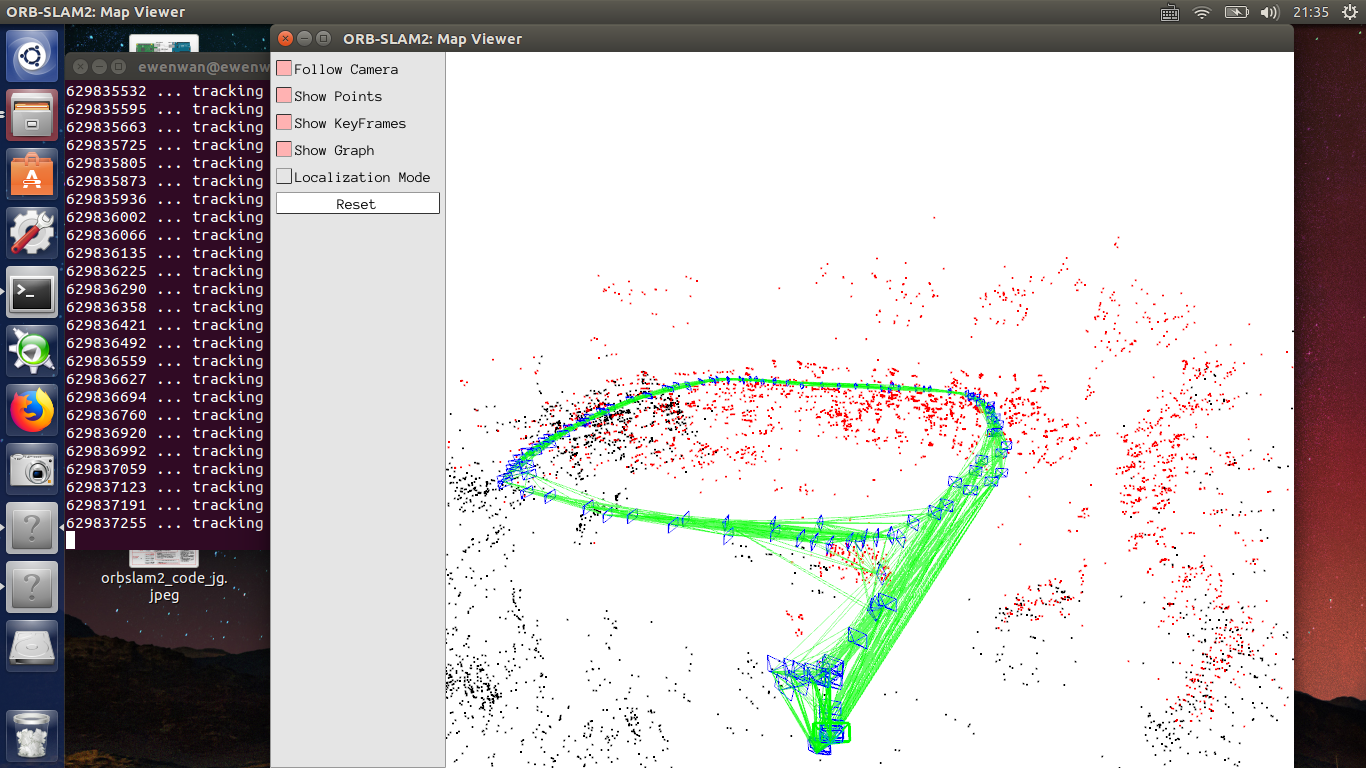 ORB-SLAM2: Map Viewer
21:35
ORB-SLAM2: Map Viewer
Follow Camera
Show Points
Show KeyFrames
Show Graph
Localization Mode
Reset
ewenwan@ewenw
629835532 ... tracking
629835595 ... tracking
629835663 ... tracking
629835725 ... tracking
629835805 ... tracking
629835873 ... tracking
629835936 ... tracking
629836002 ... tracking
629836066 ... tracking
629836135 ... tracking
629836225 ... tracking
629836290 ... tracking
629836358 ... tracking
629836421 ... tracking
629836492 ... tracking
629836559 ... tracking
629836627 ... tracking
629836694 ... tracking
629836760 ... tracking
629836920 ... tracking
629836992 ... tracking
629837059 ... tracking
629837123 ... tracking
629837191 ... tracking
629837255 ... tracking
orbslam2_code_jg.
jpeg